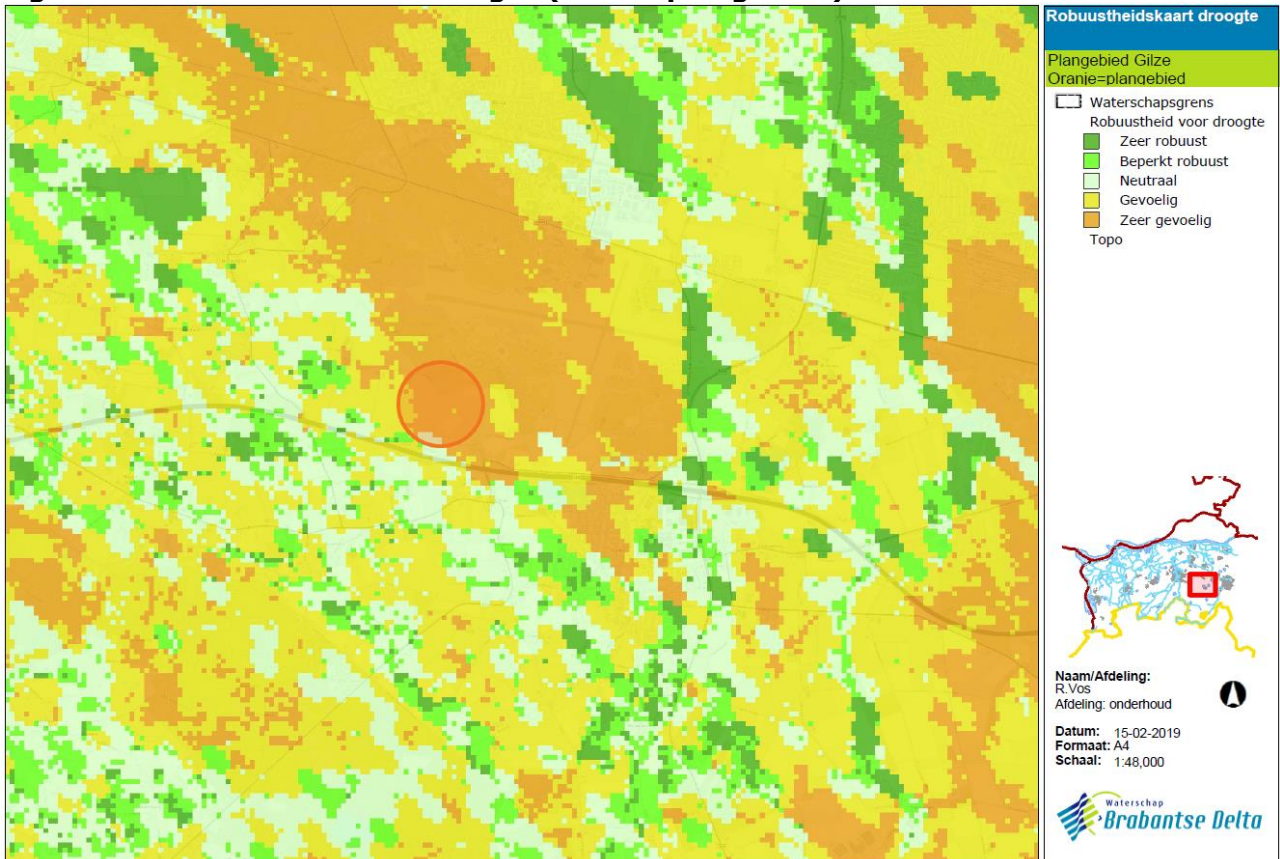 Robuustheidskaart droogte
Plangebied Gilze
Oranje=plangebied
Waterschapsgrens
Robuustheid voor droogte
Zeer robuust
Beperkt robuust
Neutraal
Gevoelig
Zeer gevoelig
Topo
Naam/Afdeling:
R.Vos
Afdeling: onderhoud
Datum: 15-02-2019
Formaat: A4
Schaal: 1:48,000
Waterschap
Brabantse Delta